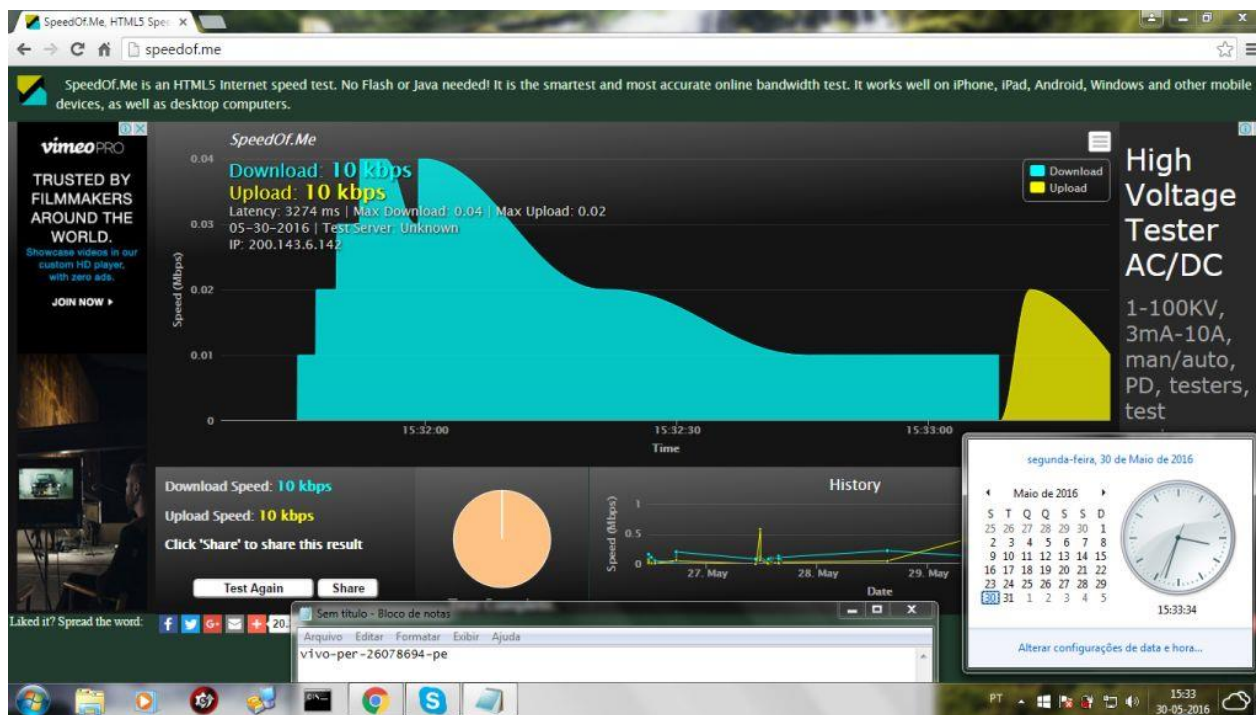 SpeedOf.Me, HTML5 Spee
speedof.me
SpeedOf.Me is an HTML5 Internet speed test. No Flash or Java needed! It is the smartest and most accurate online bandwidth test. It works well on iPhone, iPad, Android, Windows and other mobile
devices, as well as desktop computers.
vimeo PRO
TRUSTED BY
FILMMAKERS
AROUND THE
WORLD.
Showcase videos in our
custom HD player,
with zero ads.
JOIN NOW
SpeedOf.Me
Download: 10 kbps
Upload: 10 kbps
Latency: 3274 ms | Max Download: 0.04 | Max Upload: 0.02
05-30-2016 | Test Server: Unknown
IP: 200.143.6.142
Download
Upload
Speed (Mbps)
0.04
0.03
0.02
0.01
0
15:32:00
15:32:30
15:33:00
Time
High
Voltage
Tester
AC/DC
1-100KV,
3mA-10A,
man/auto,
PD, testers,
test
Download Speed: 10 kbps
Upload Speed: 10 kbps
Click 'Share' to share this result
Test Again
Share
History
Speed (Mbps)
1
0.5
0
27. May
28. May
29. May
Date
segunda-feira, 30 de Maio de 2016
Maio de 2016
S T Q Q S S D
25 26 27 28 29 30 1
2 3 4 5 6 7 8
9 10 11 12 13 14 15
16 17 18 19 20 21 22
23 24 25 26 27 28 29
30 31 1 2 3 4 5
15:33:34
Alterar configurações de data e hora...
Liked it? Spread the word:
20.
Sem título - Bloco de notas
Arquivo Editar Formatar Exibir Ajuda
vivo-per-26078694-pe
PT
15:33
30-05-2016